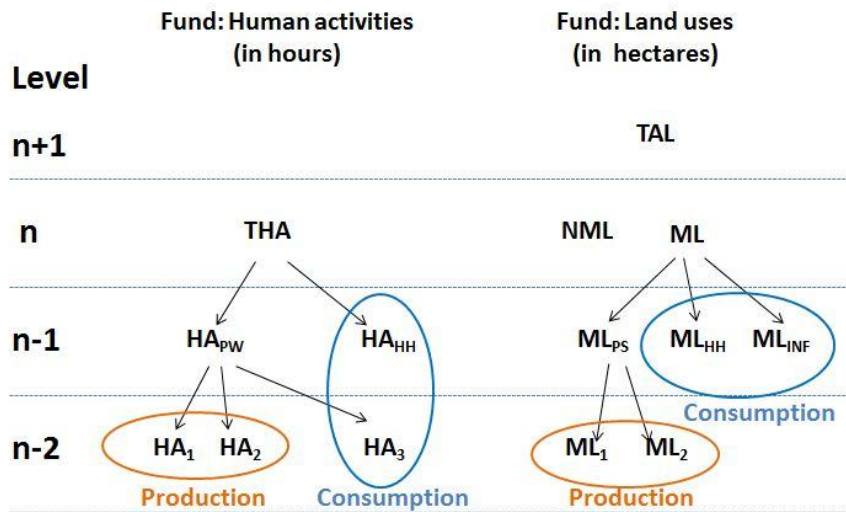 Fund: Human activities
(in hours)
Fund: Land uses
(in hectares)
Level
n+1
TAL
n
THA
NML
ML
n-1
HAPW
HAHH
MLPS
MLHH
MLINF
Consumption
n-2
HA1
HA2
HA3
ML1
ML2
Production
Consumption
Production